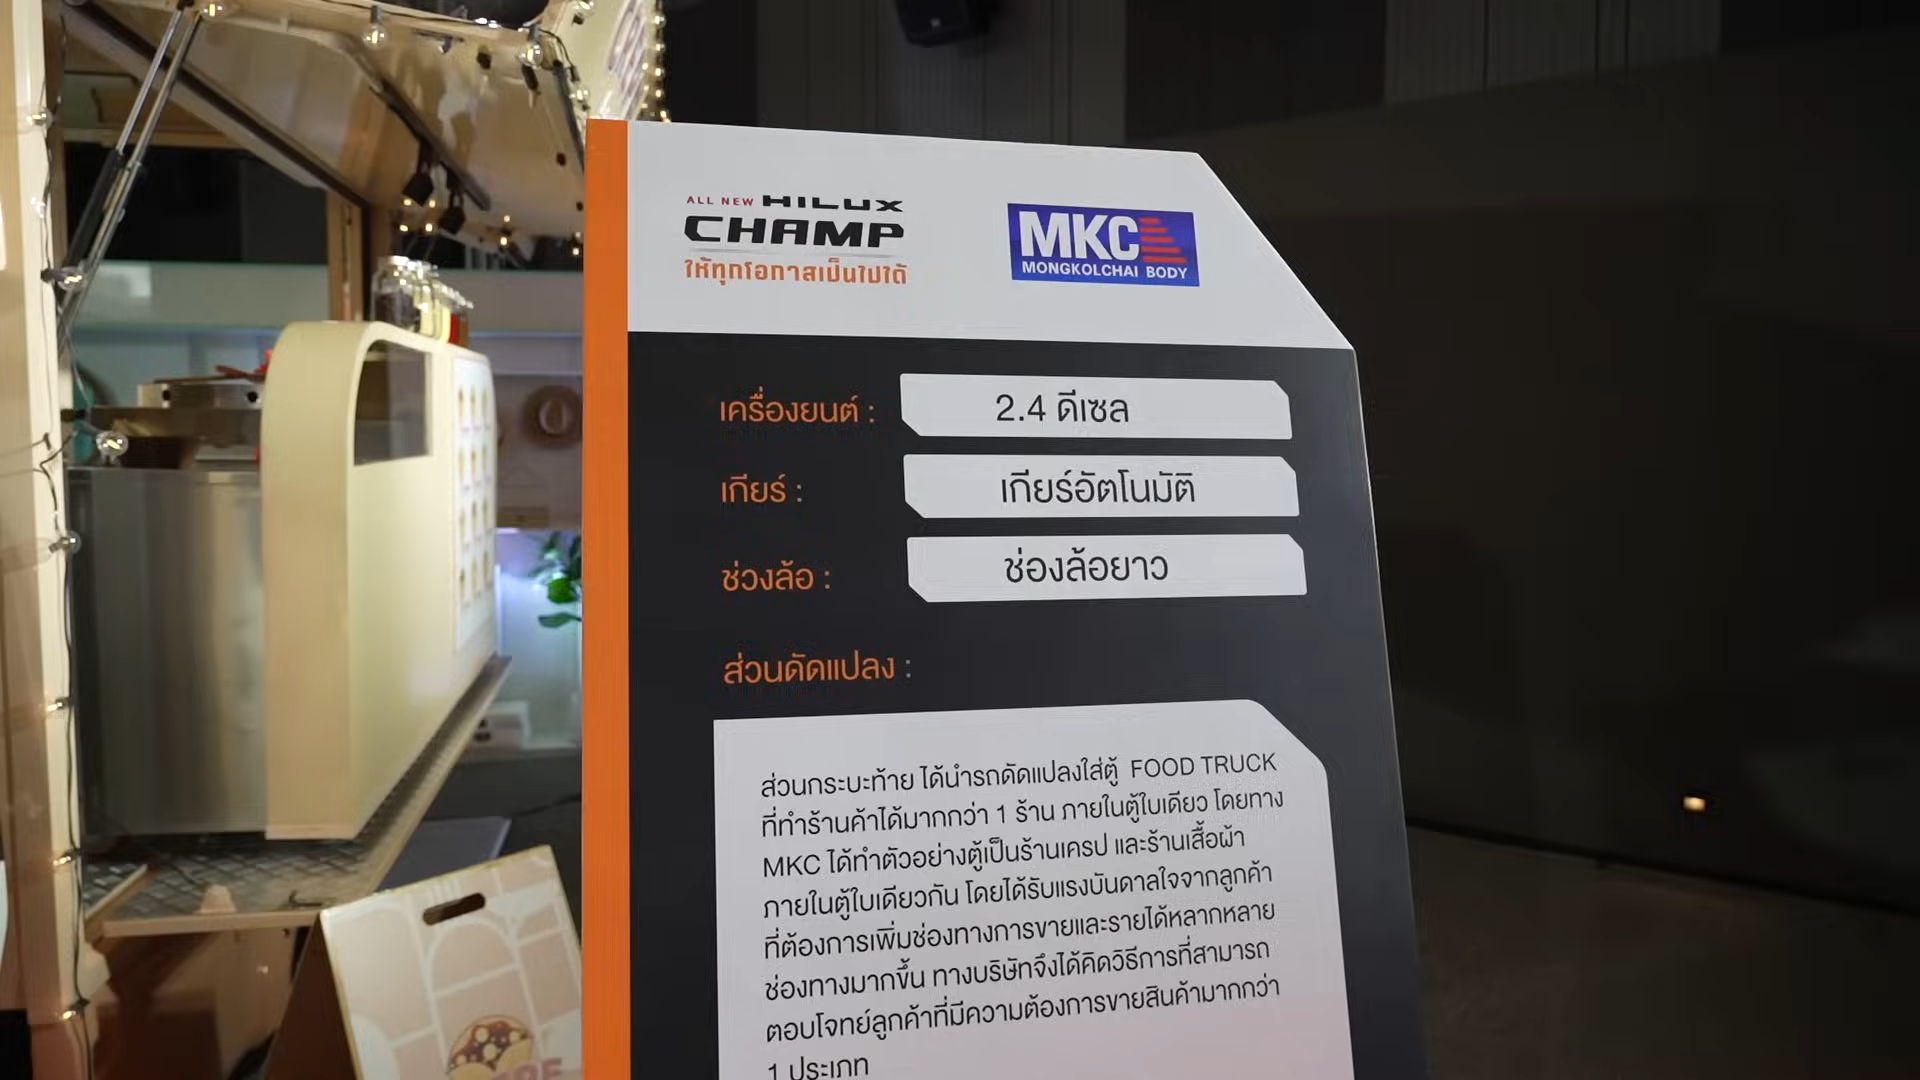 ALL NEW HILUX
CHAMP
ให้ทุกโอกาสเป็นไปได้
MKC
MONGKOLCHAI BODY
เครื่องยนต์ : 2.4 ดีเซล
เกียร์ : เกียร์อัตโนมัติ
ช่วงล้อ : ช่องล้อยาว
ส่วนดัดแปลง :
ส่วนกระบะท้าย ได้นำรถดัดแปลงใส่ตู้ FOOD TRUCK
ที่ทำร้านค้าได้มากกว่า 1 ร้าน ภายในตู้ใบเดียว โดยทาง
MKC ได้ทำตัวอย่างตู้เป็นร้านเครป และร้านเสื้อผ้า
ภายในตู้ใบเดียวกัน โดยได้รับแรงบันดาลใจจากลูกค้า
ที่ต้องการเพิ่มช่องทางการขายและรายได้หลากหลาย
ช่องทางมากขึ้น ทางบริษัทจึงได้คิดวิธีการที่สามารถ
ตอบโจทย์ลูกค้าที่มีความต้องการขายสินค้ามากกว่า
1 ประเภท